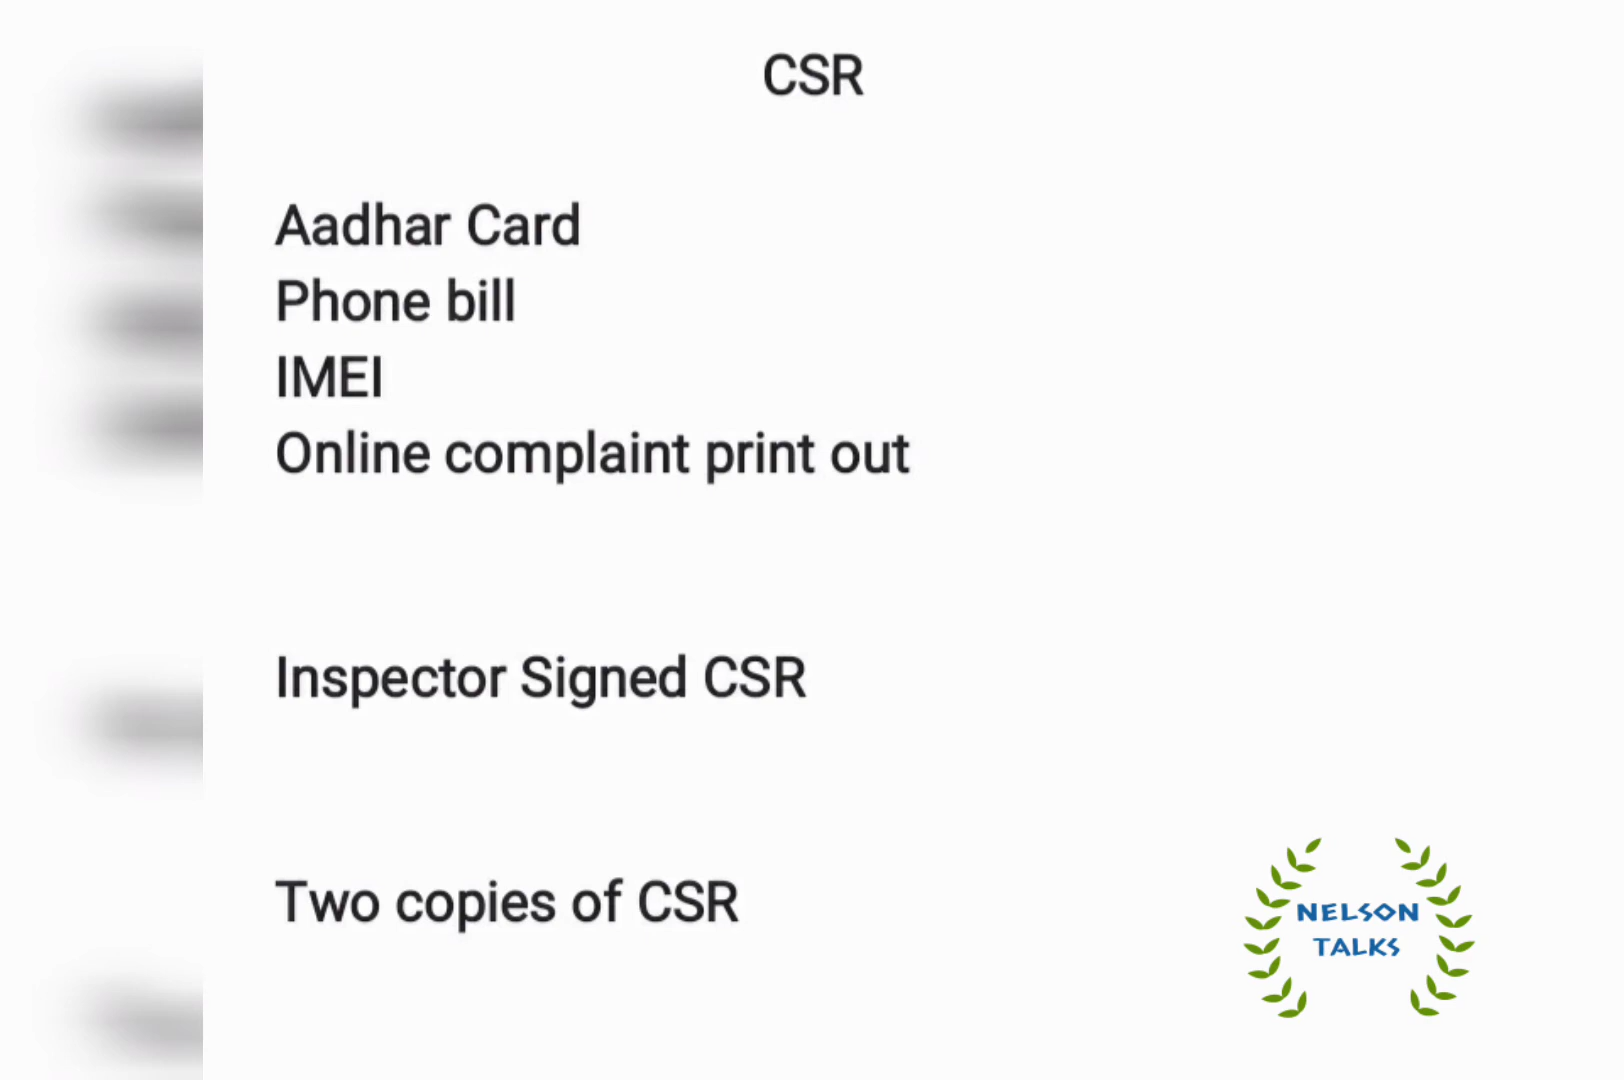 CSR
Aadhar Card
Phone bill
IMEI
Online complaint print out
Inspector Signed CSR
Two copies of CSR
NELSON
TALKS